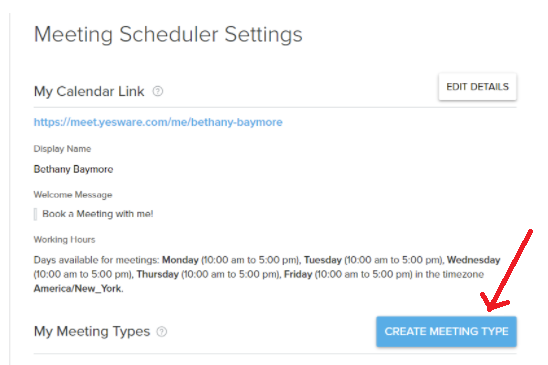 Meeting Scheduler Settings
My Calendar Link ?
EDIT DETAILS
https://meet.yesware.com/me/bethany-baymore
Display Name
Bethany Baymore
Welcome Message
Book a Meeting with me!
Working Hours
Days available for meetings: Monday (10:00 am to 5:00 pm), Tuesday (10:00 am to 5:00 pm), Wednesday
(10:00 am to 5:00 pm), Thursday (10:00 am to 5:00 pm), Friday (10:00 am to 5:00 pm) in the timezone
America/New_York.
My Meeting Types ?
CREATE MEETING TYPE